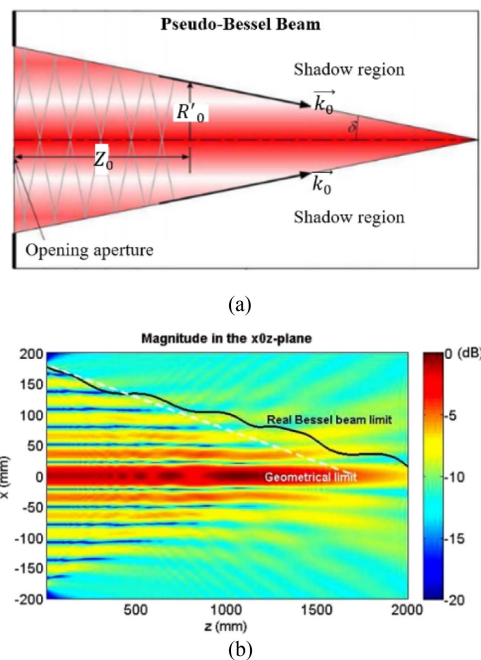 Pseudo-Bessel Beam
Shadow region
k₀
R'₀
δ
Z₀
k₀
Shadow region
Opening aperture
(a)
Magnitude in the x0z-plane
200
150
100
50
0
-50
-100
-150
-200
x (mm)
Real Bessel beam limit
Geometrical limit
500
1000
1500
2000
z (mm)
0 (dB)
-5
-10
-15
-20
(b)